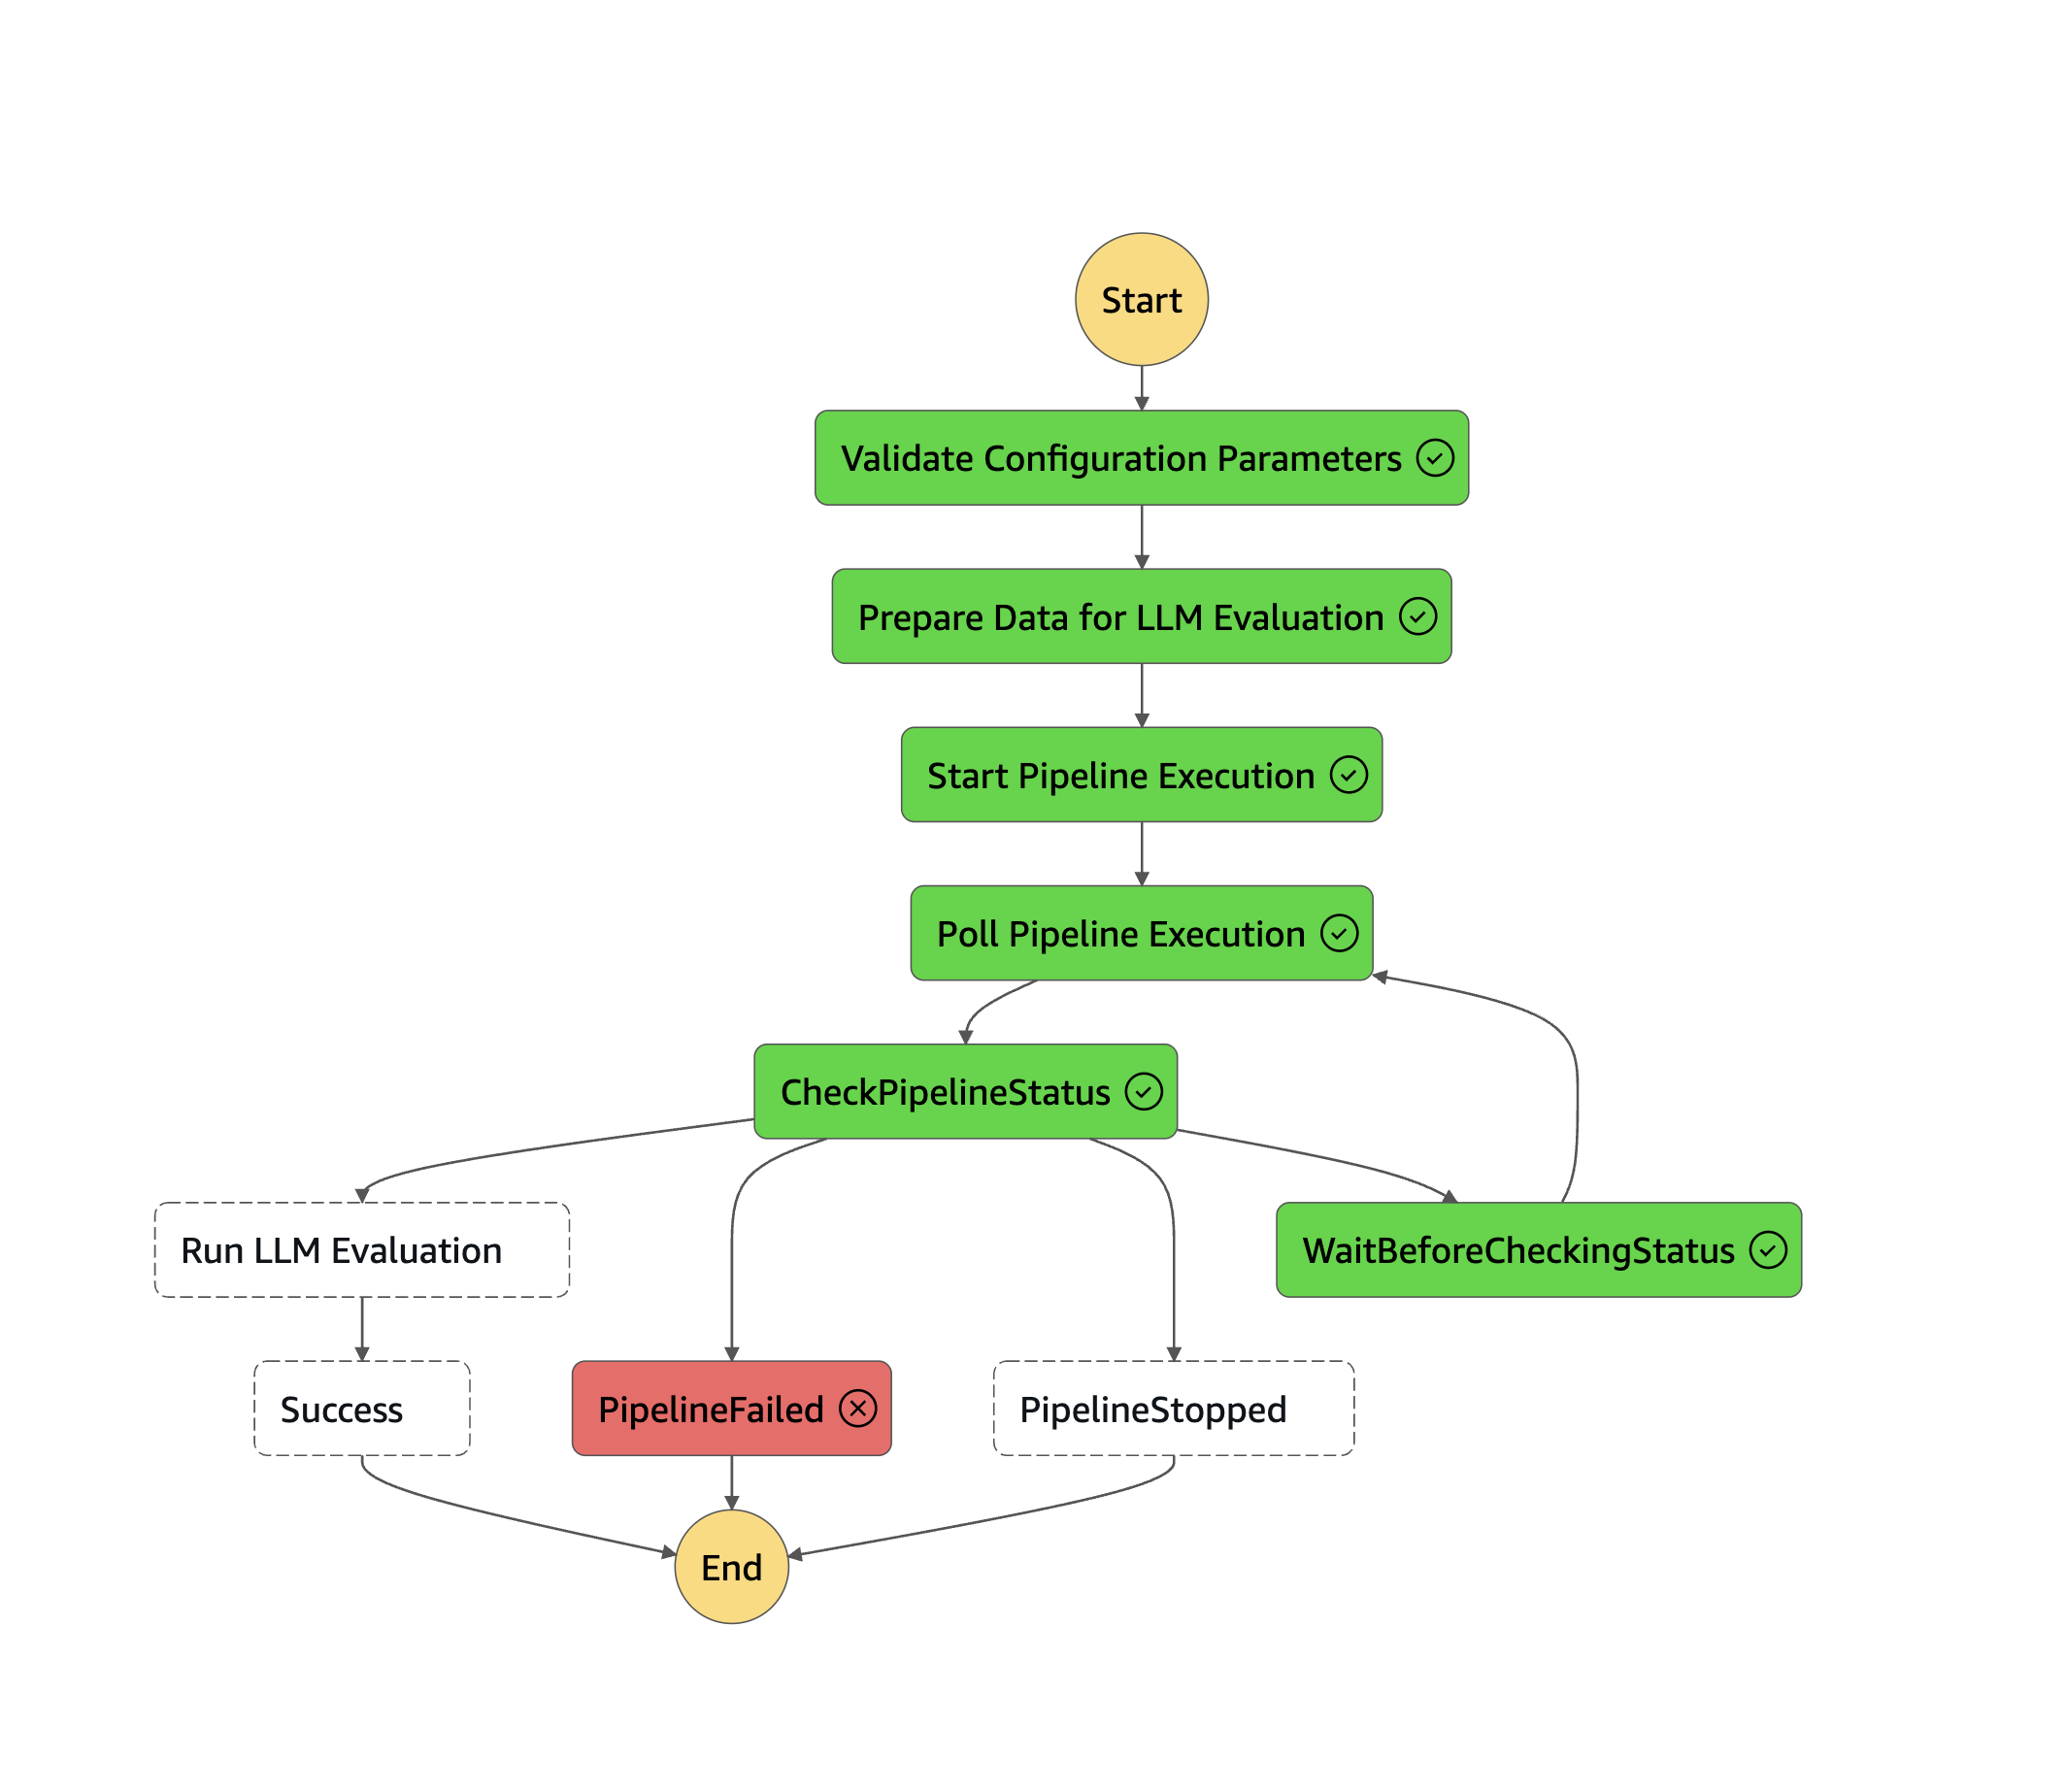 Start
Validate Configuration Parameters
Prepare Data for LLM Evaluation
Start Pipeline Execution
Poll Pipeline Execution
CheckPipelineStatus
Run LLM Evaluation
WaitBeforeCheckingStatus
Success
PipelineFailed
PipelineStopped
End